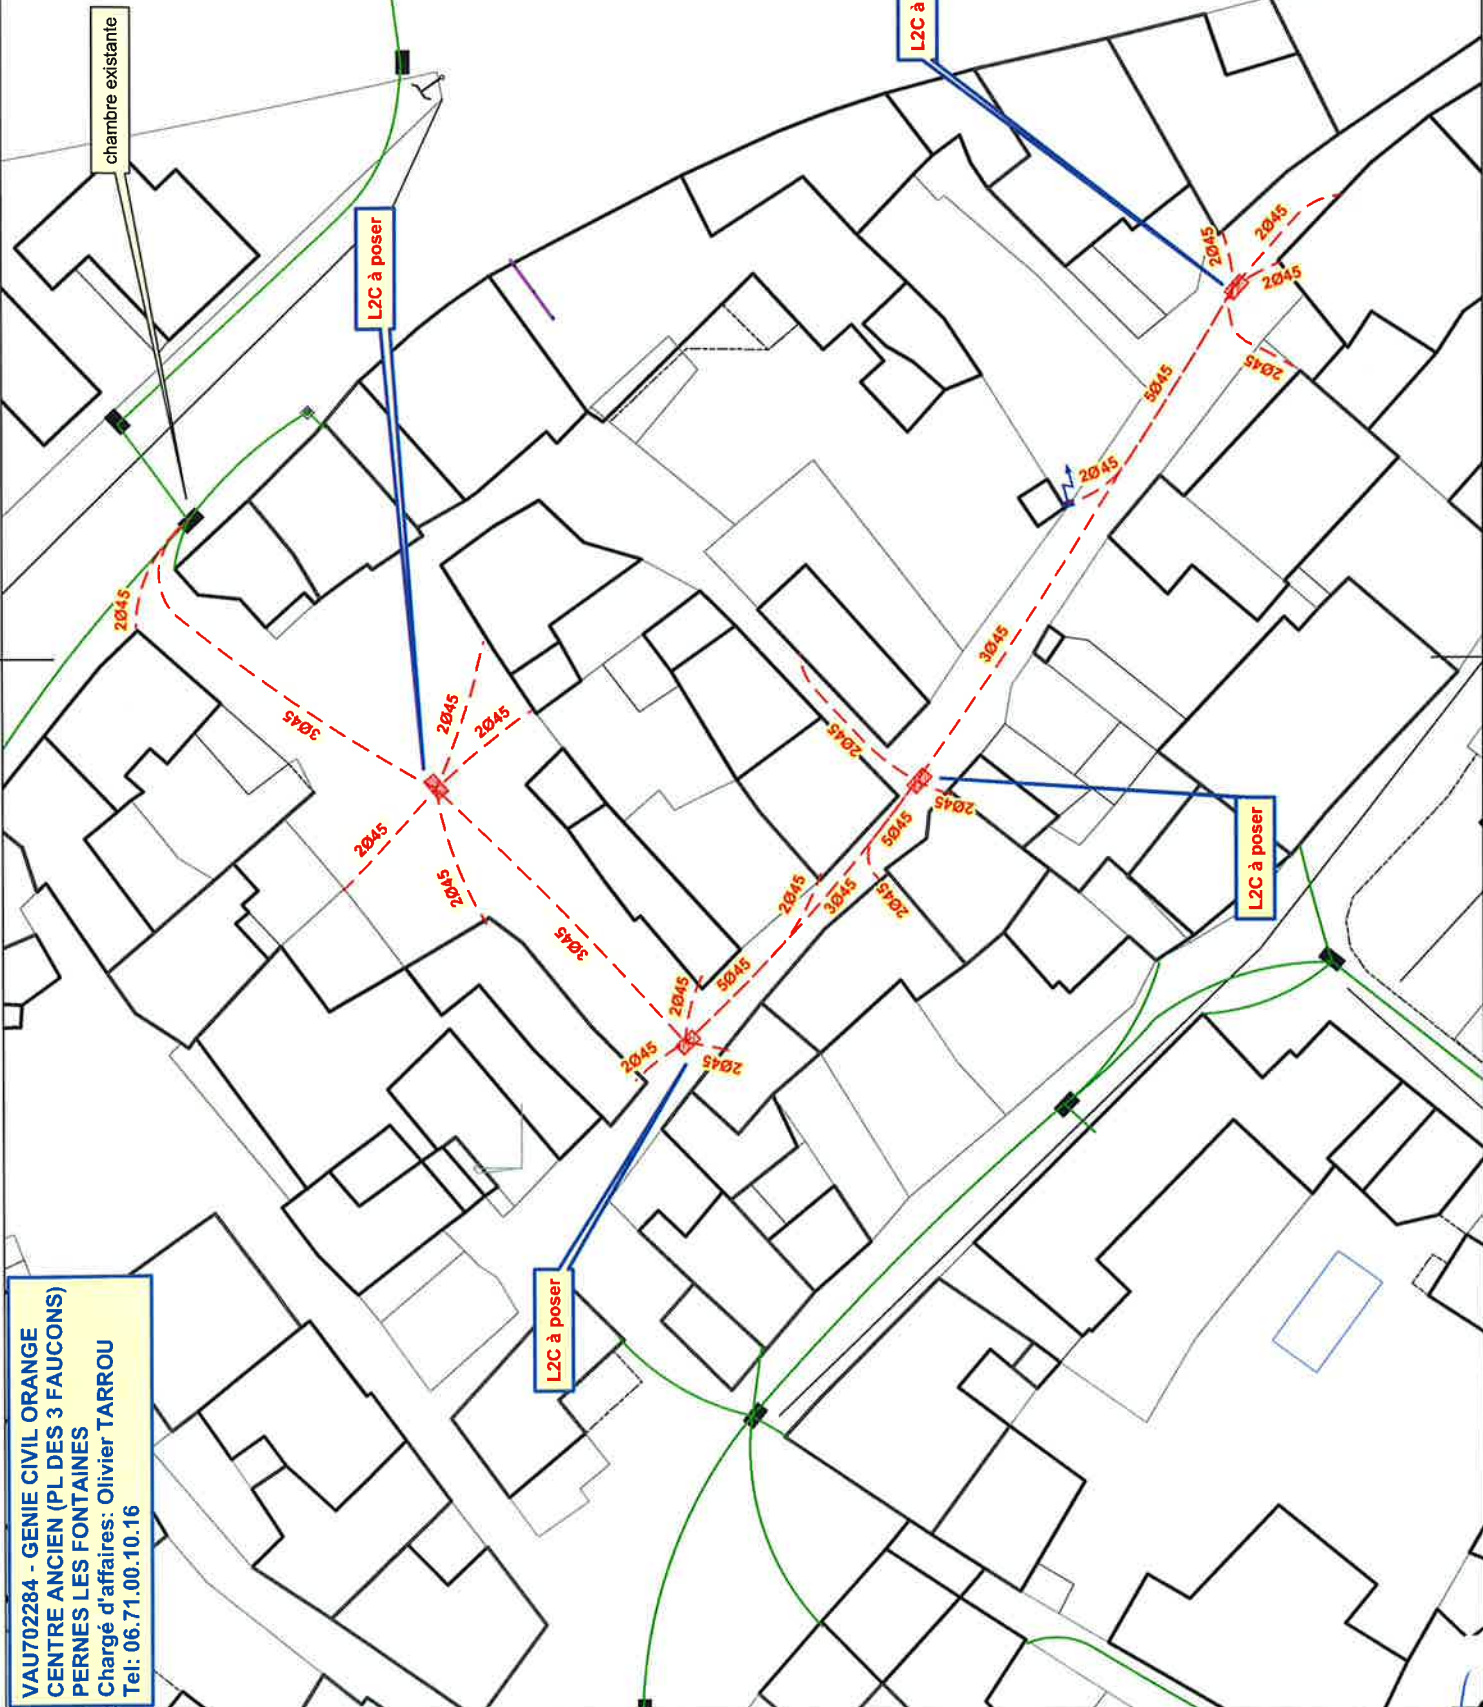 VAU702284 - GENIE CIVIL ORANGE
CENTRE ANCIEN (PL DES 3 FAUCONS)
PERNES LES FONTAINES
Chargé d'affaires: Olivier TARROU
Tel: 06.71.00.10.16
chambre existante
L2C à poser
L2C à
L2C à poser
L2C à poser
2Ø45
3Ø45
2Ø45
2Ø45
2Ø45
2Ø45
3Ø45
2Ø45
2Ø45
2Ø45
5Ø45
2Ø45
3Ø45
2Ø45
5Ø45
2Ø45
2Ø45
3Ø45
2Ø45
5Ø45
2Ø45
2Ø45
2Ø45
2Ø45